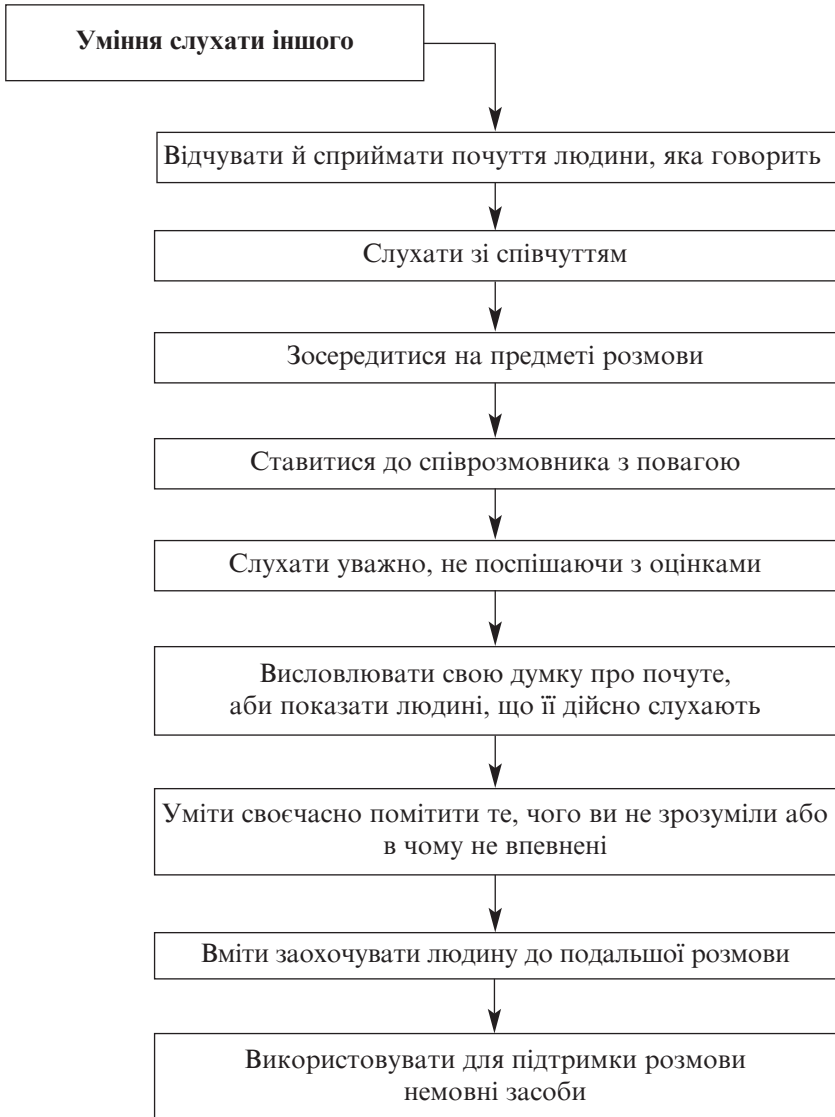 Уміння слухати іншого
Відчувати й сприймати почуття людини, яка говорить
Слухати зі співчуттям
Зосередитися на предметі розмови
Ставитися до співрозмовника з повагою
Слухати уважно, не поспішаючи з оцінками
Висловлювати свою думку про почуте,
аби показати людині, що її дійсно слухають
Уміти своєчасно помітити те, чого ви не зрозуміли або
в чому не впевнені
Вміти заохочувати людину до подальшої розмови
Використовувати для підтримки розмови
немовні засоби